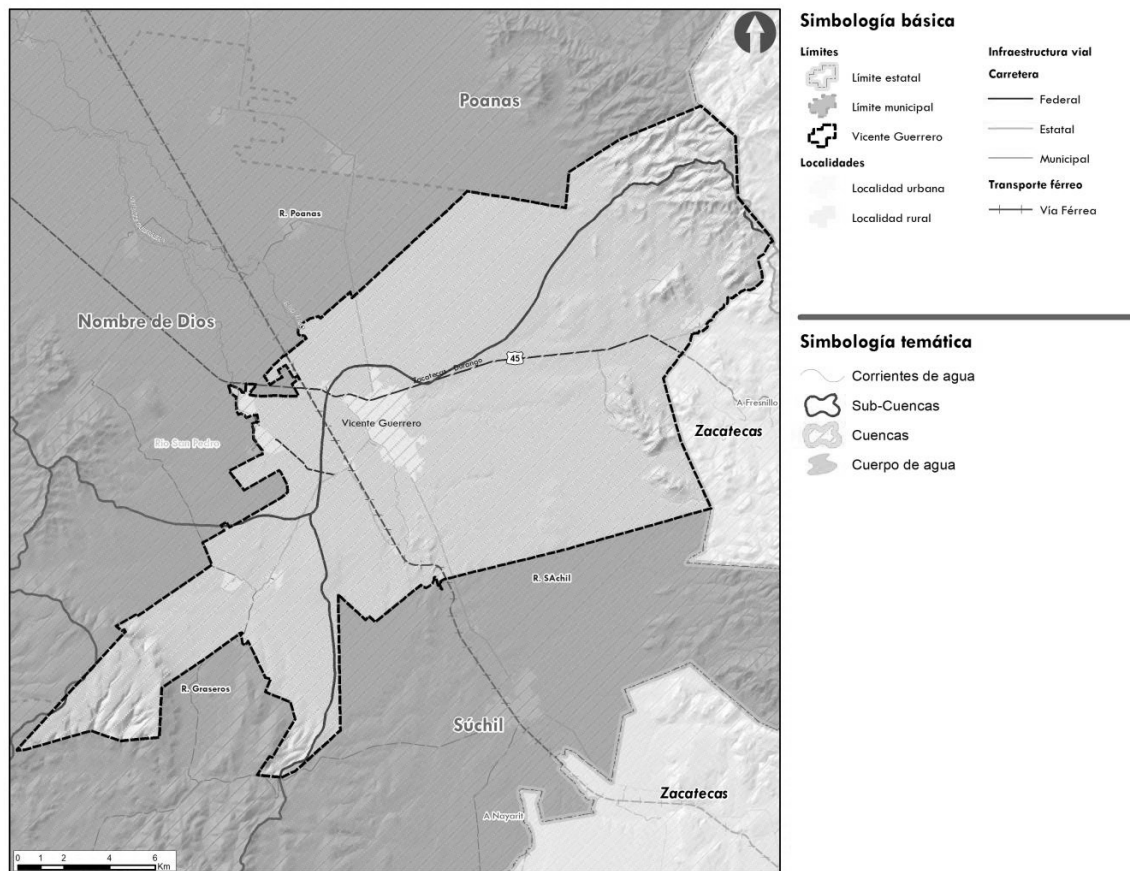 Poanas
R. Poanas
Nombre de Dios
45
Zacatecas - Durango
A Fresnillo
Vicente Guerrero
Zacatecas
Río San Pedro
R. SAchil
R. Graseros
Súchil
Zacatecas
A Nayarit
0 1 2 4 6
Km
Simbología básica
Límites
Límite estatal
Límite municipal
Vicente Guerrero
Localidades
Localidad urbana
Localidad rural
Infraestructura vial
Carretera
Federal
Estatal
Municipal
Transporte férreo
Vía Férrea
Simbología temática
Corrientes de agua
Sub-Cuencas
Cuencas
Cuerpo de agua